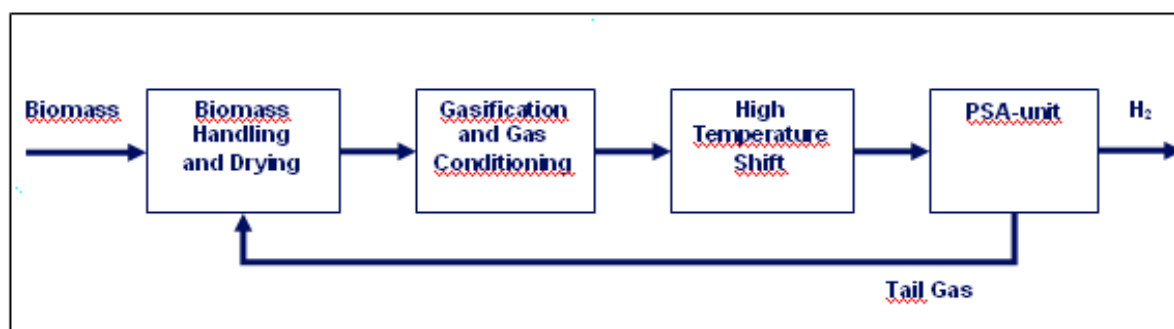 Biomass
Biomass
Handling
and Drying
Gasification
and Gas
Conditioning
High
Temperature
Shift
PSA-unit
H₂
Tail Gas